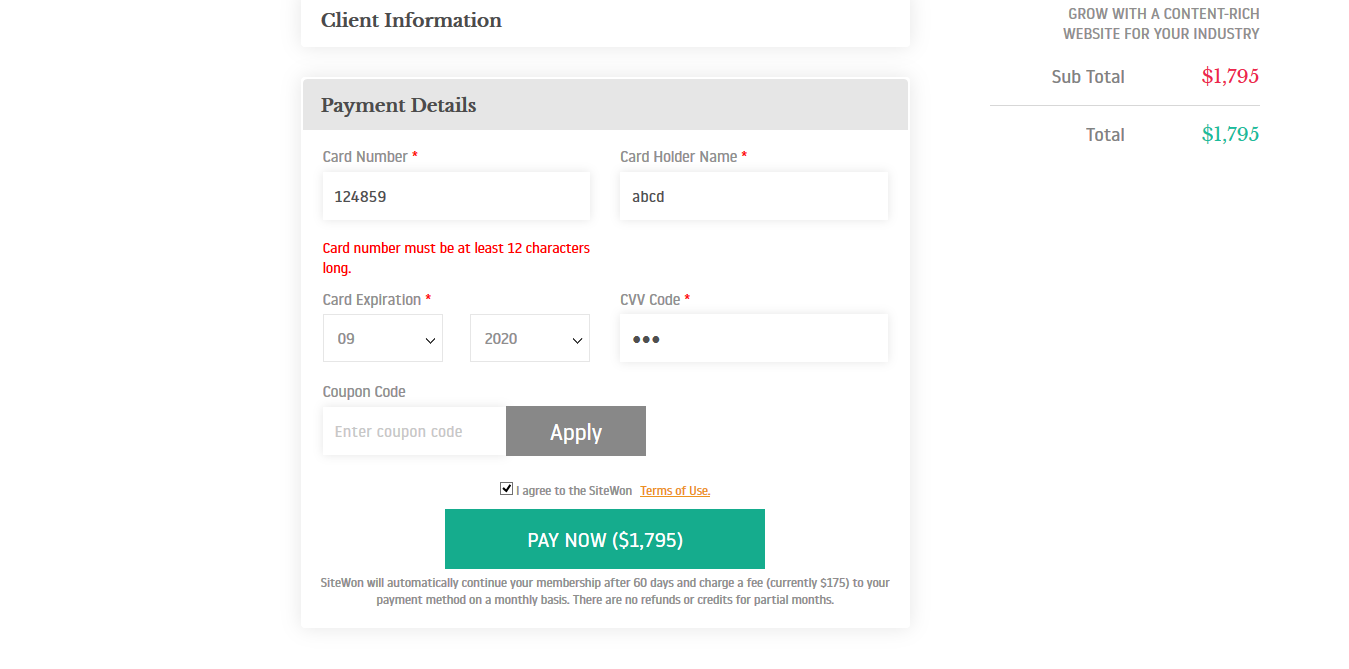 Client Information
Payment Details
Card Number *
Card Holder Name *
124859
abcd
Card number must be at least 12 characters
long.
Card Expiration *
CVV Code *
09
2020
●●●
Coupon Code
Enter coupon code
Apply
I agree to the SiteWon Terms of Use.
PAY NOW ($1,795)
SiteWon will automatically continue your membership after 60 days and charge a fee (currently $175) to your
payment method on a monthly basis. There are no refunds or credits for partial months.
GROW WITH A CONTENT-RICH
WEBSITE FOR YOUR INDUSTRY
Sub Total $1,795
Total $1,795